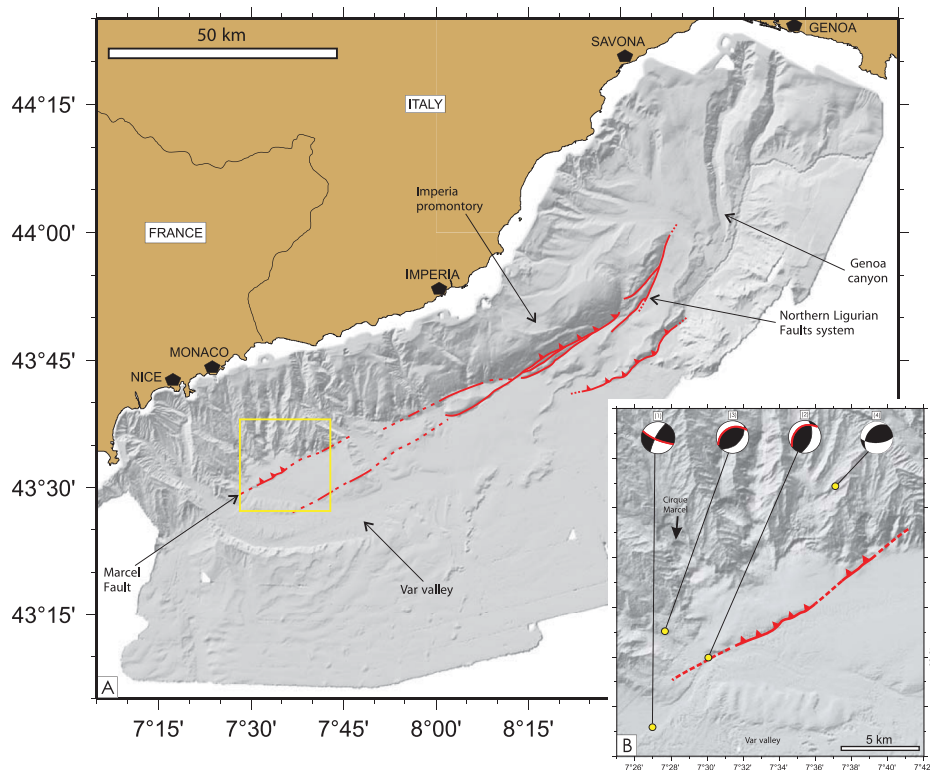 50 km
GENOA
SAVONA
44°15'
ITALY
Imperia
promontory
44°00'
FRANCE
Genoa
canyon
IMPERIA
Northern Ligurian
Faults system
43°45'
MONACO
NICE
43°30'
Marcel
Fault
Var valley
43°15'
A
7°15'
7°30'
7°45'
8°00'
8°15'
[1]
[3]
[2]
[4]
Cirque
Marcel
Var valley
5 km
B
7°26'
7°28'
7°30'
7°32'
7°34'
7°36'
7°38'
7°40'
7°42'